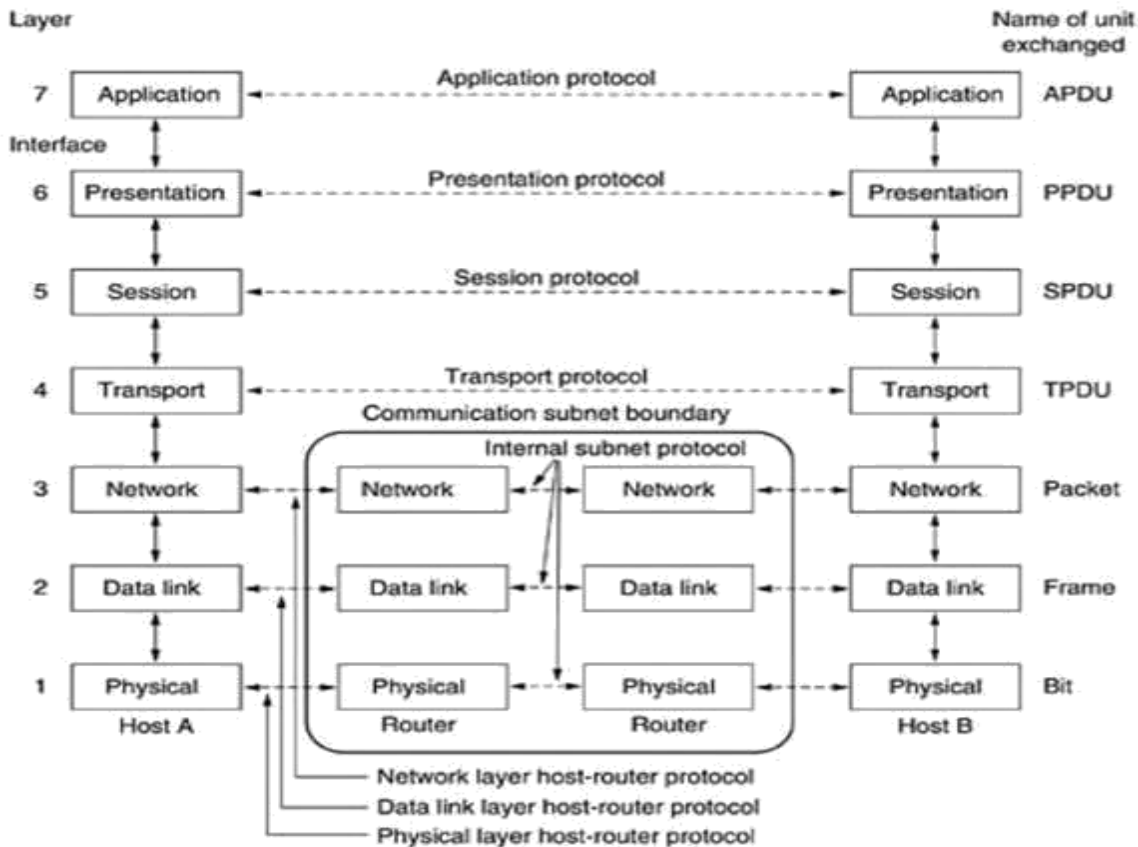 Layer
Name of unit
exchanged
7
Application
Application protocol
Application
APDU
Interface
6
Presentation
Presentation protocol
Presentation
PPDU
5
Session
Session protocol
Session
SPDU
4
Transport
Transport protocol
Transport
TPDU
Communication subnet boundary
Internal subnet protocol
3
Network
Network
Network
Network
Packet
2
Data link
Data link
Data link
Data link
Frame
1
Physical
Physical
Physical
Physical
Bit
Host A
Router
Router
Host B
Network layer host-router protocol
Data link layer host-router protocol
Physical layer host-router protocol